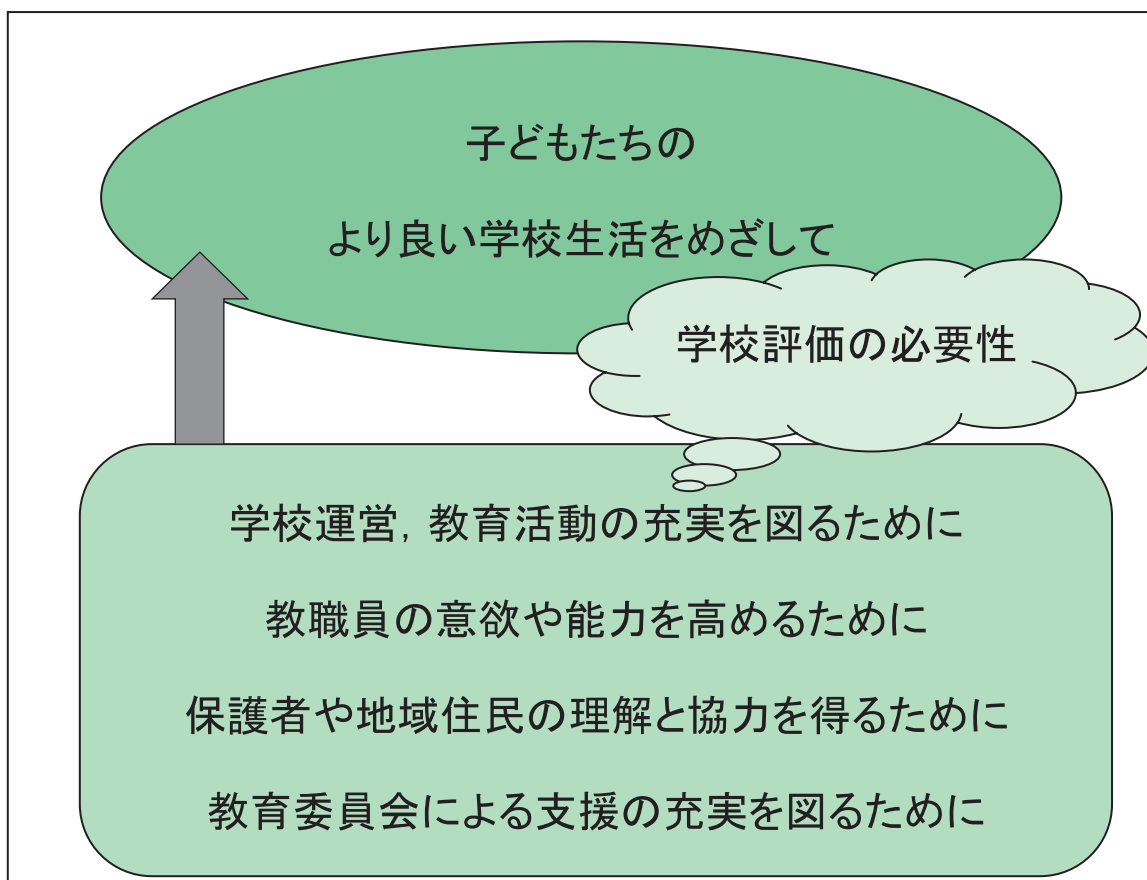 子どもたちの
より良い学校生活をめざして
学校評価の必要性
学校運営，教育活動の充実を図るために
教職員の意欲や能力を高めるために
保護者や地域住民の理解と協力を得るために
教育委員会による支援の充実を図るために